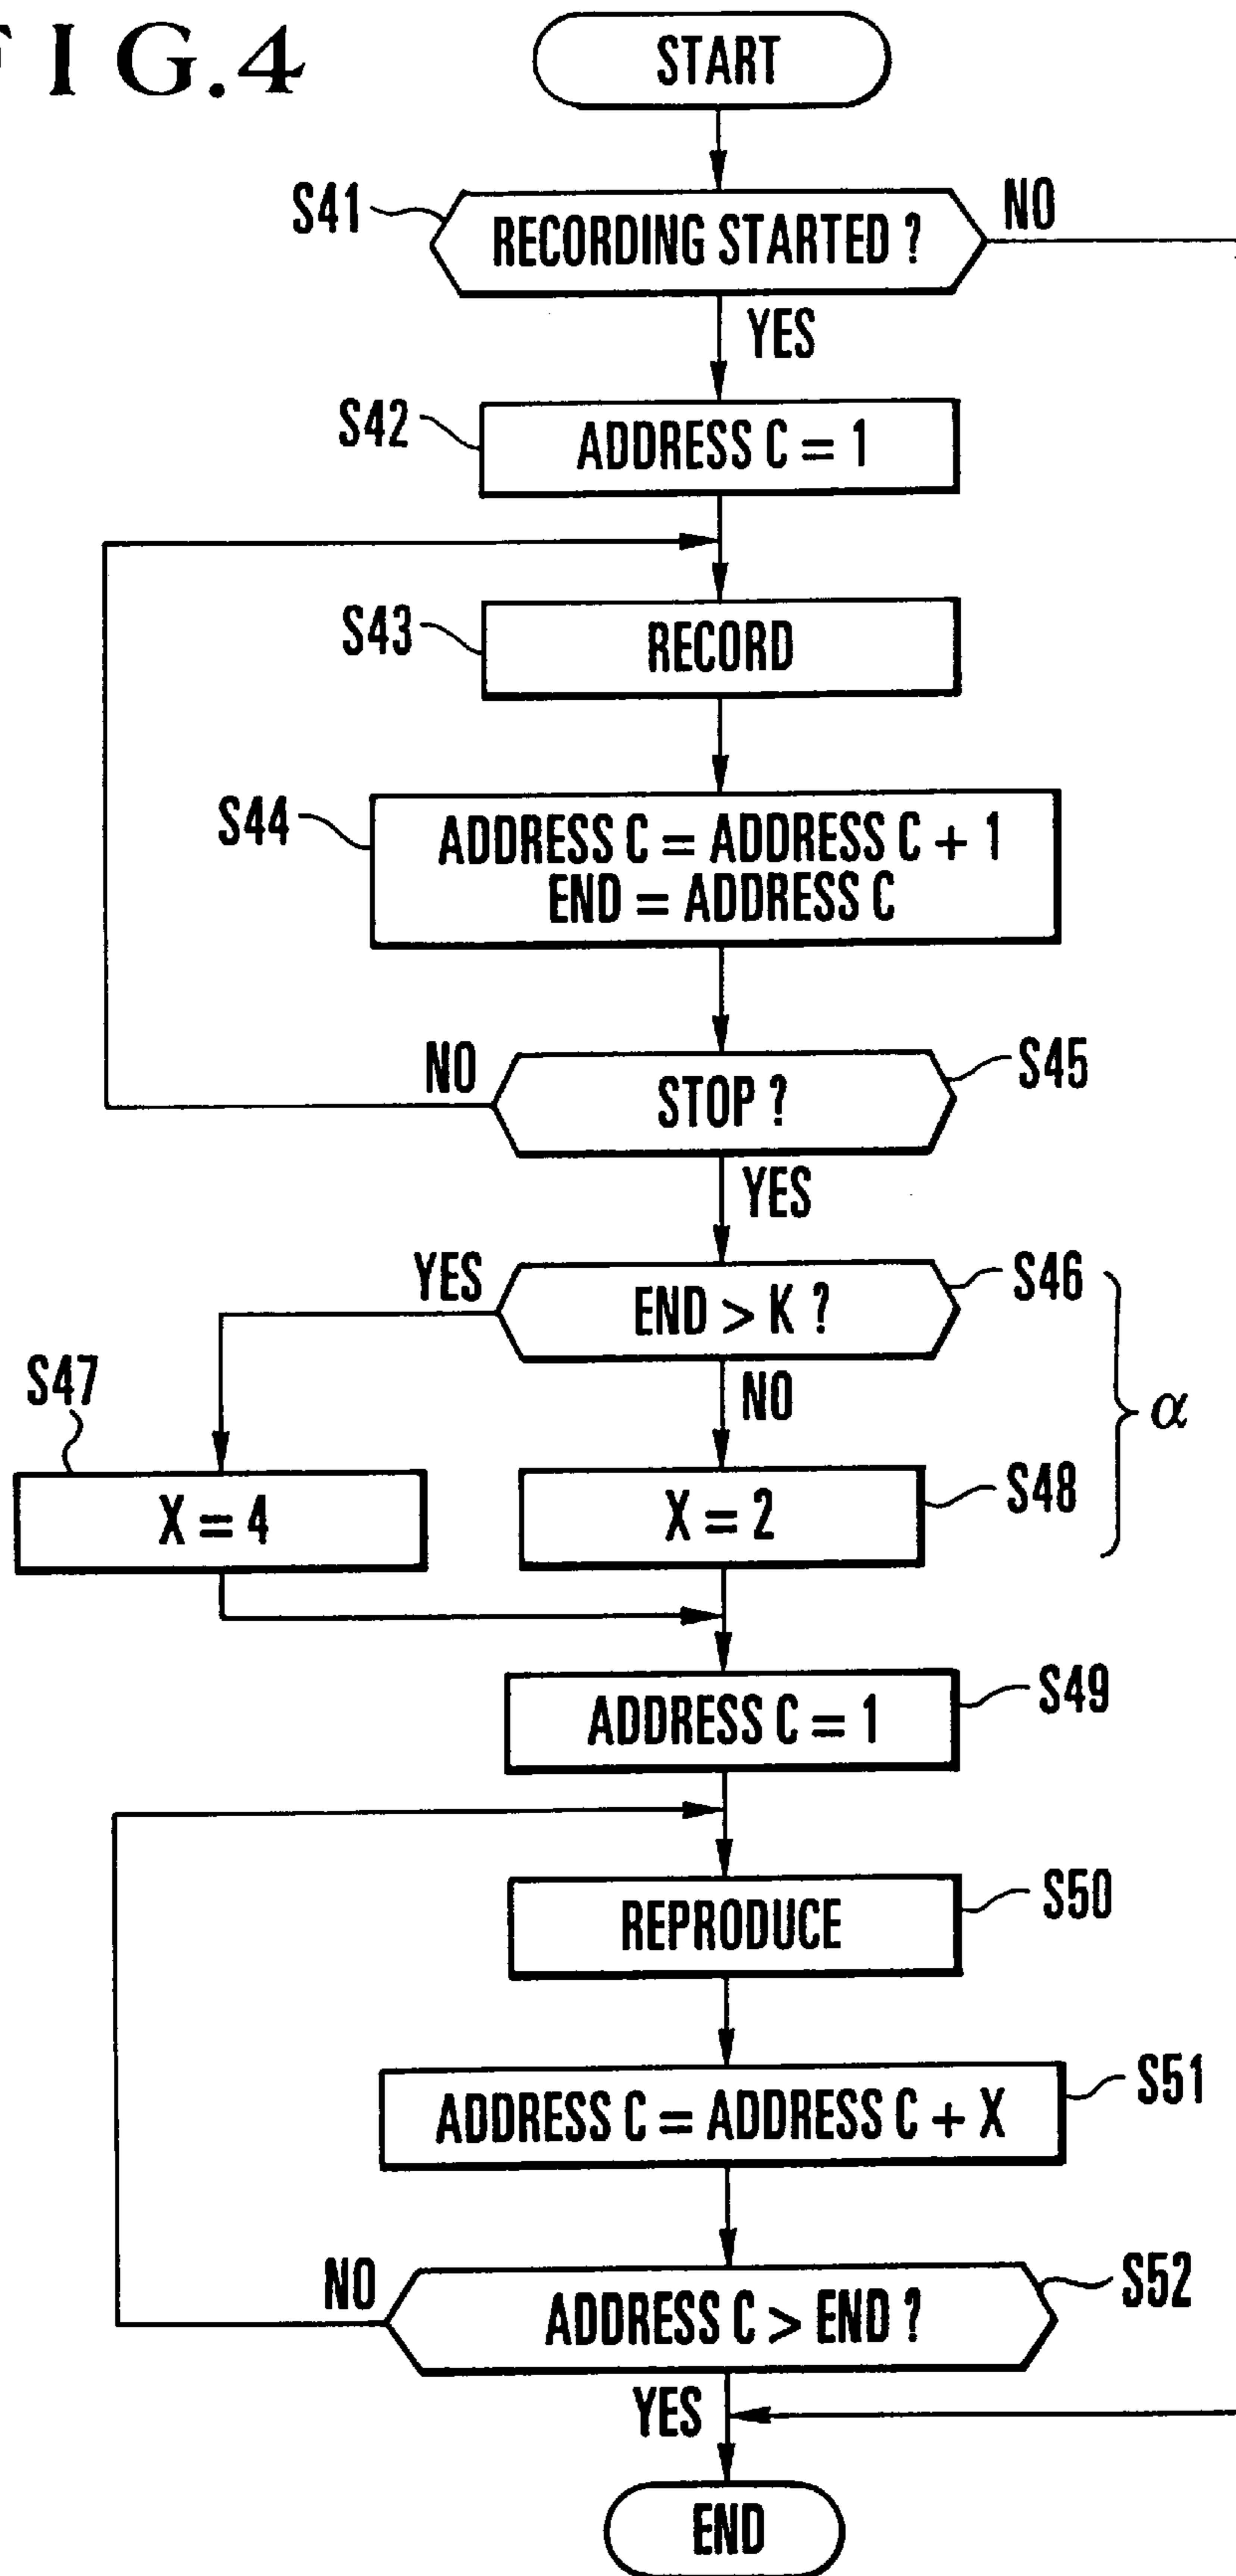 FIG.4
START
S41
RECORDING STARTED ?
NO
YES
S42
ADDRESS C = 1
S43
RECORD
S44
ADDRESS C = ADDRESS C + 1
END = ADDRESS C
NO
STOP ?
S45
YES
YES
END > K ?
S46
NO
α
S47
X = 4
X = 2
S48
ADDRESS C = 1
S49
REPRODUCE
S50
ADDRESS C = ADDRESS C + X
S51
NO
ADDRESS C > END ?
S52
YES
END